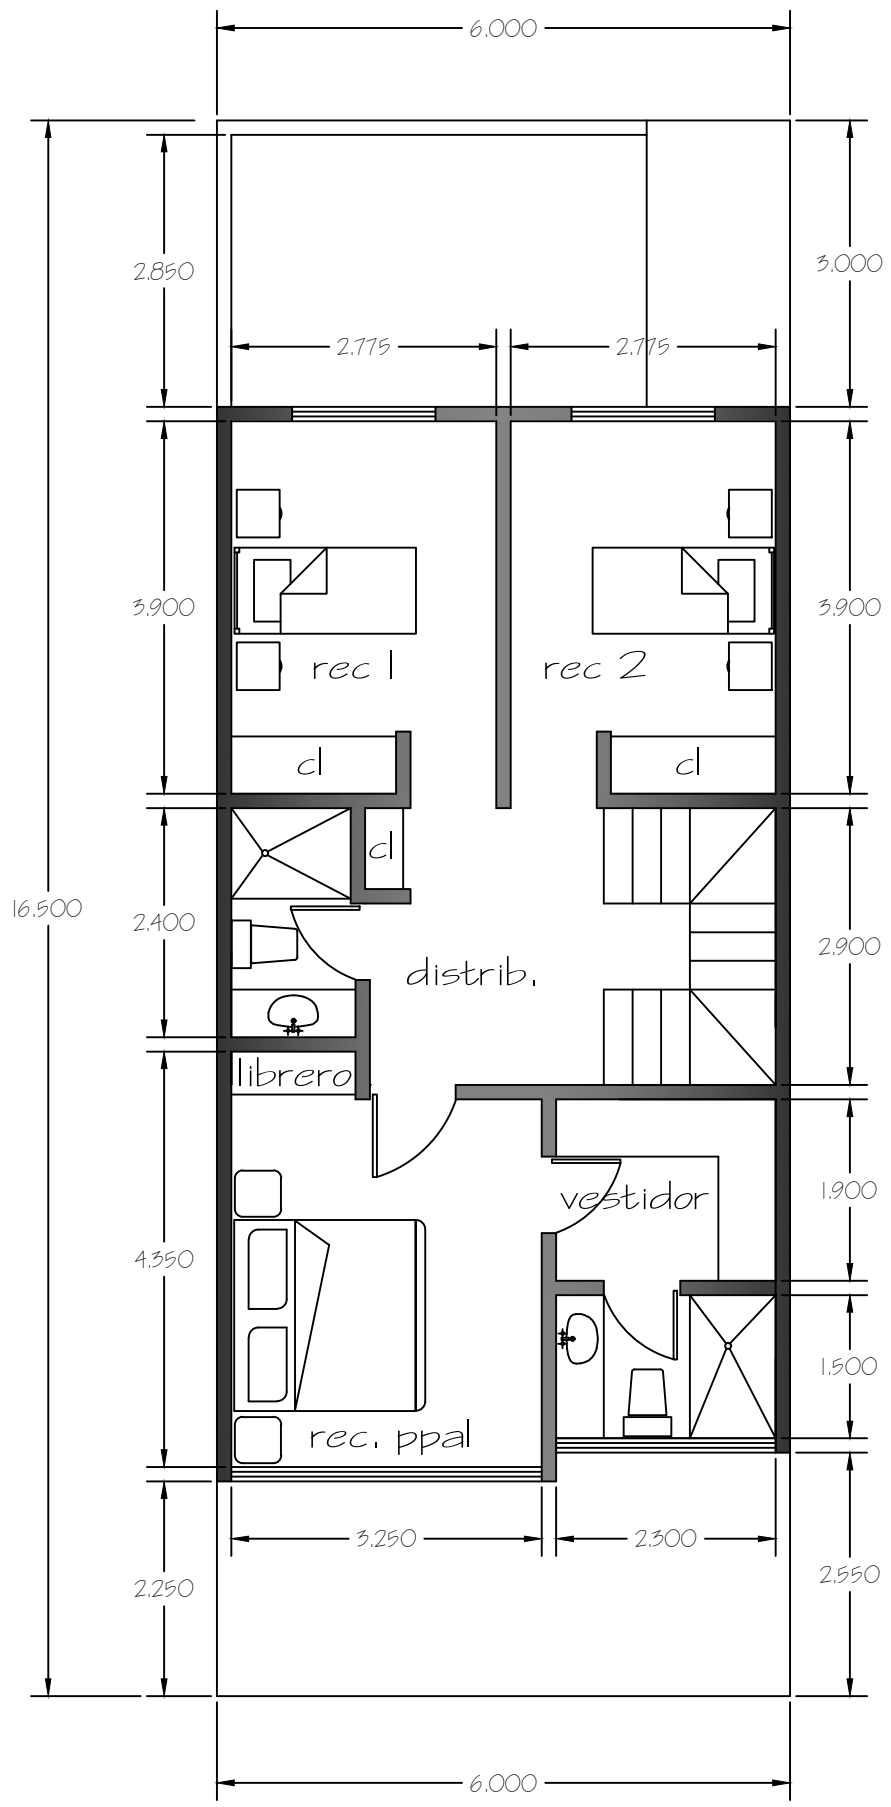 6.000
2.850
3.000
2.775
2.775
3.900
3.900
rec 1
rec 2
cl
cl
cl
16.500
2.400
2.900
distrib.
librero
1.900
vestidor
4.350
1.500
rec. ppal
3.250
2.300
2.250
2.550
6.000